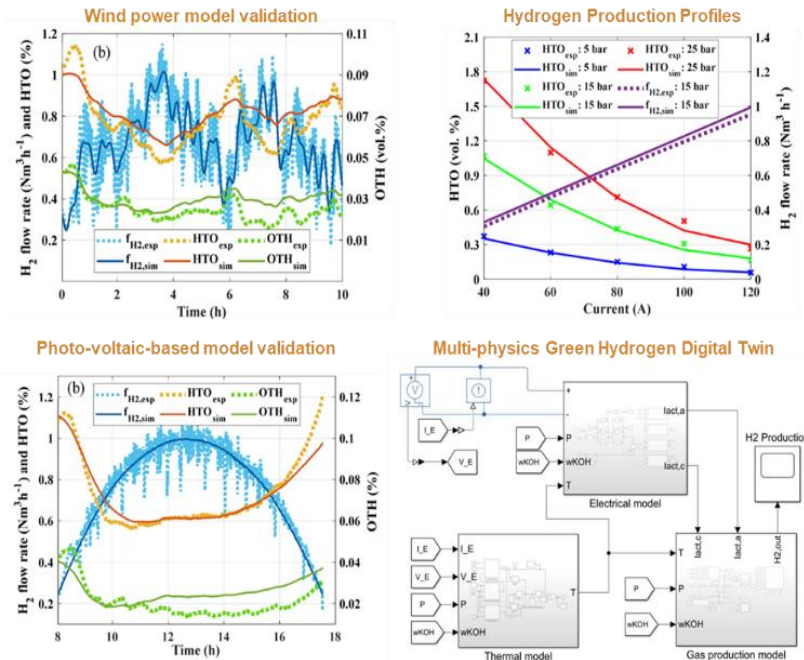 Wind power model validation
(b)
H2 flow rate (Nm3h-1) and HTO (%)
1
0.8
0.6
0.4
0.2
0.11
0.09
0.07
0.05
0.03
0.01
OTH (vol.%)
fH2,exp HTOexp OTHexp
fH2,sim HTOsim OTHsim
0 2 4 6 8 10
Time (h)
Hydrogen Production Profiles
HTO (vol. %)
2.1
1.8
1.5
1.2
0.9
0.6
0.3
0
HTOexp: 5 bar HTOexp: 25 bar
HTOsim: 5 bar HTOsim: 25 bar
HTOexp: 15 bar fH2,exp: 15 bar
HTOsim: 15 bar fH2,sim: 15 bar
1.4
1.2
1
0.8
0.6
0.4
0.2
0
H2 flow rate (Nm3h-1)
40 60 80 100 120
Current (A)
Photo-voltaic-based model validation
(b)
H2 flow rate (Nm3h-1) and HTO (%)
1.2
1
0.8
0.6
0.4
0.2
fH2,exp HTOexp OTHexp
fH2,sim HTOsim OTHsim
0.12
0.10
0.08
0.06
0.04
0.02
OTH (%)
8 10 12 14 16 18
Time (h)
Multi-physics Green Hydrogen Digital Twin
V
I_E
V_E
P
wKOH
+
-
P
wKOH
T
Iact,a
Iact,c
Electrical model
H2 Productio
I_E
V_E
P
wKOH
I_E
V_E
P
wKOH
T
Thermal model
Iact,c
Iact,a
H2,out
T
P
wKOH
P
wKOH
Gas production model